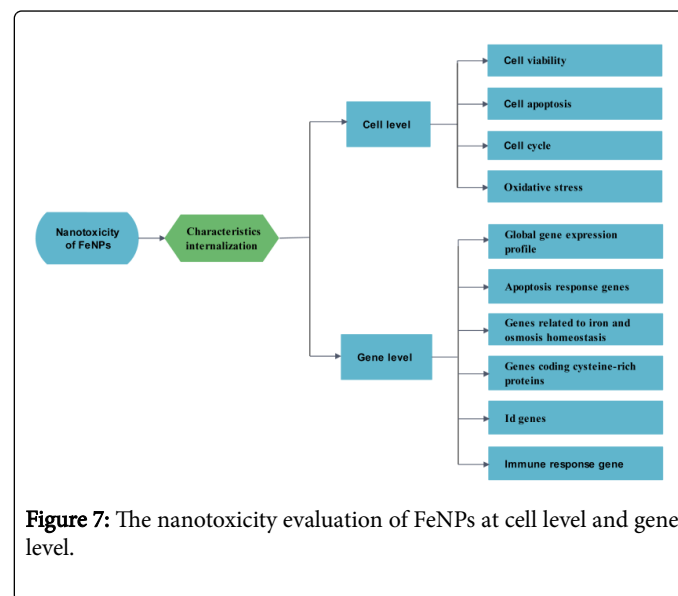 Nanotoxicity
of FeNPs
Characteristics
internalization
Cell level
Cell viability
Cell apoptosis
Cell cycle
Oxidative stress
Gene level
Global gene expression
profile
Apoptosis response genes
Genes related to iron and
osmosis homeostasis
Genes coding cysteine-rich
proteins
Id genes
Immune response gene
Figure 7: The nanotoxicity evaluation of FeNPs at cell level and gene
level.